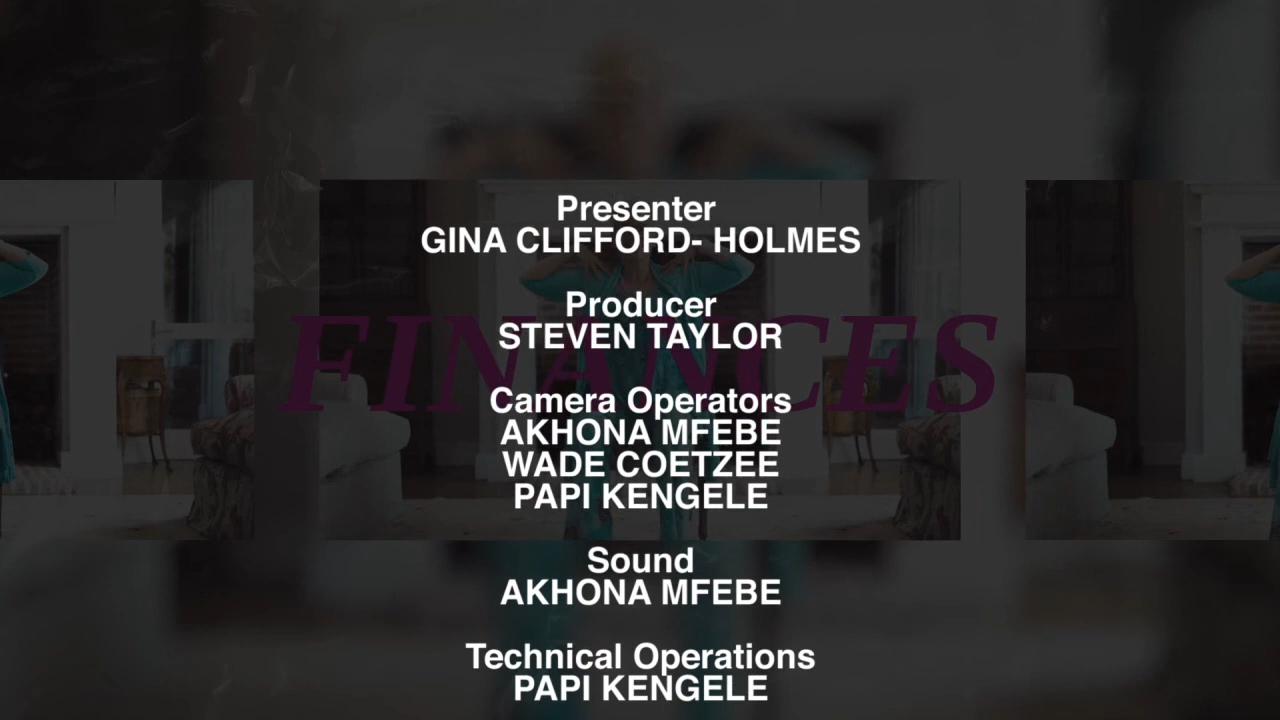 Presenter
GINA CLIFFORD- HOLMES
Producer
STEVEN TAYLOR
FINANCES
Camera Operators
AKHONA MFEBE
WADE COETZEE
PAPI KENGELE
Sound
AKHONA MFEBE
Technical Operations
PAPI KENGELE